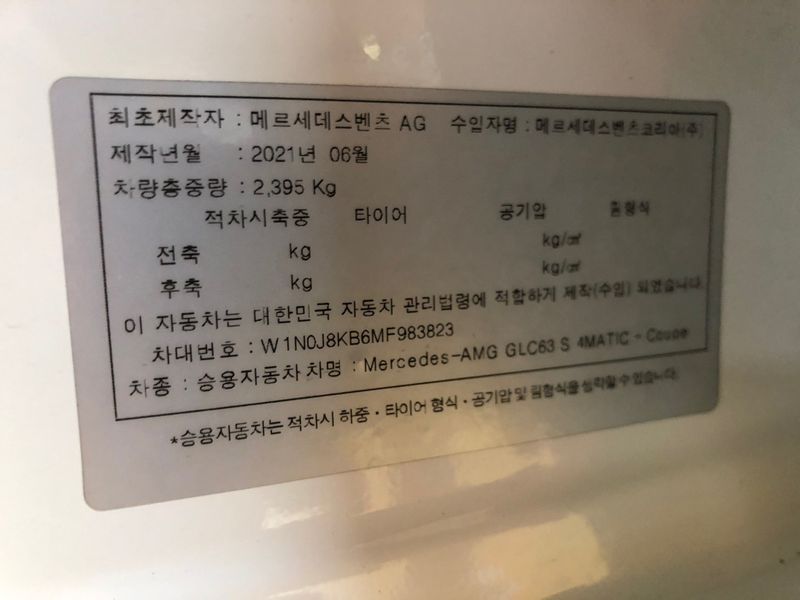 최초제작자 : 메르세데스벤츠 AG 수입자명 : 메르세데스벤츠코리아(주)
제작년월 : 2021년 06월
차량총중량 : 2,395 Kg
적차시축중 타이어 공기압 림형식
전축 kg kg/㎠
후축 kg kg/㎠
이 자동차는 대한민국 자동차 관리법령에 적합하게 제작(수입) 되었습니다.
차대번호 : W1N0J8KB6MF983823
차종 : 승용자동차 차명 : Mercedes-AMG GLC63 S 4MATIC - Coupe
*승용자동차는 적차시 하중·타이어 형식·공기압 및 림형식을 생략할 수 있습니다.